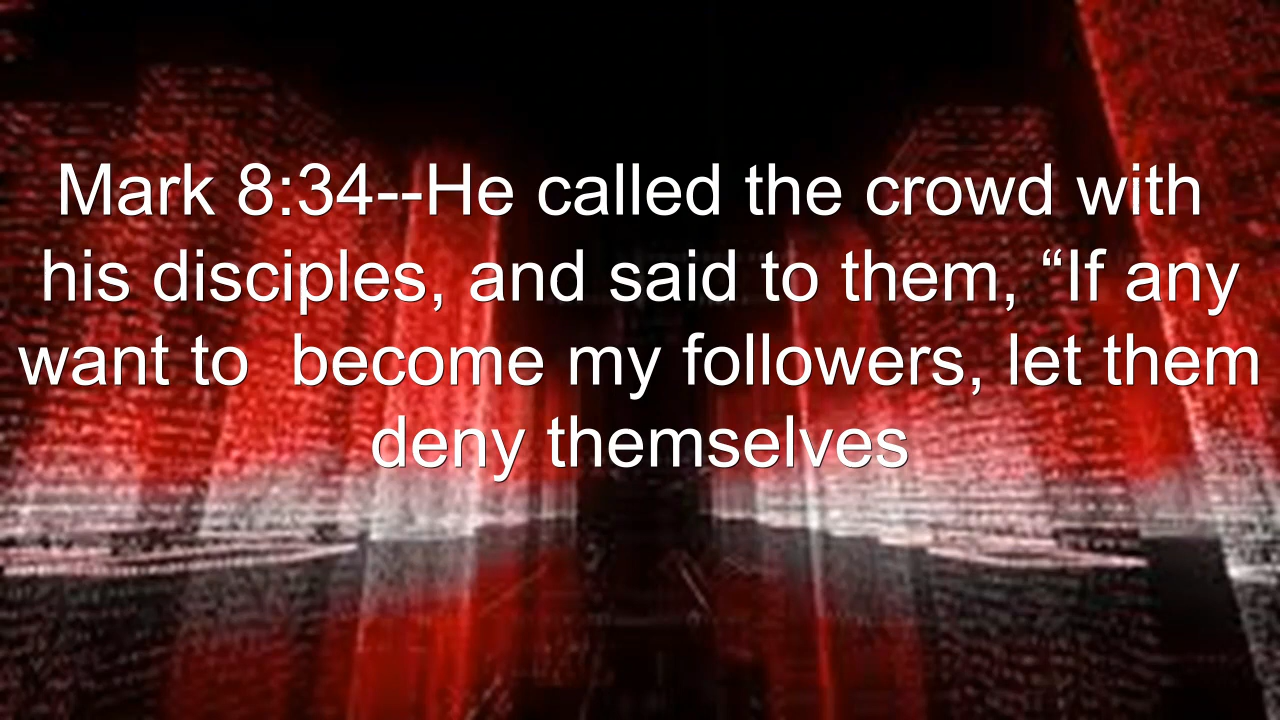 Mark 8:34--He called the crowd with
his disciples, and said to them, “If any
want to  become my followers, let them
deny themselves